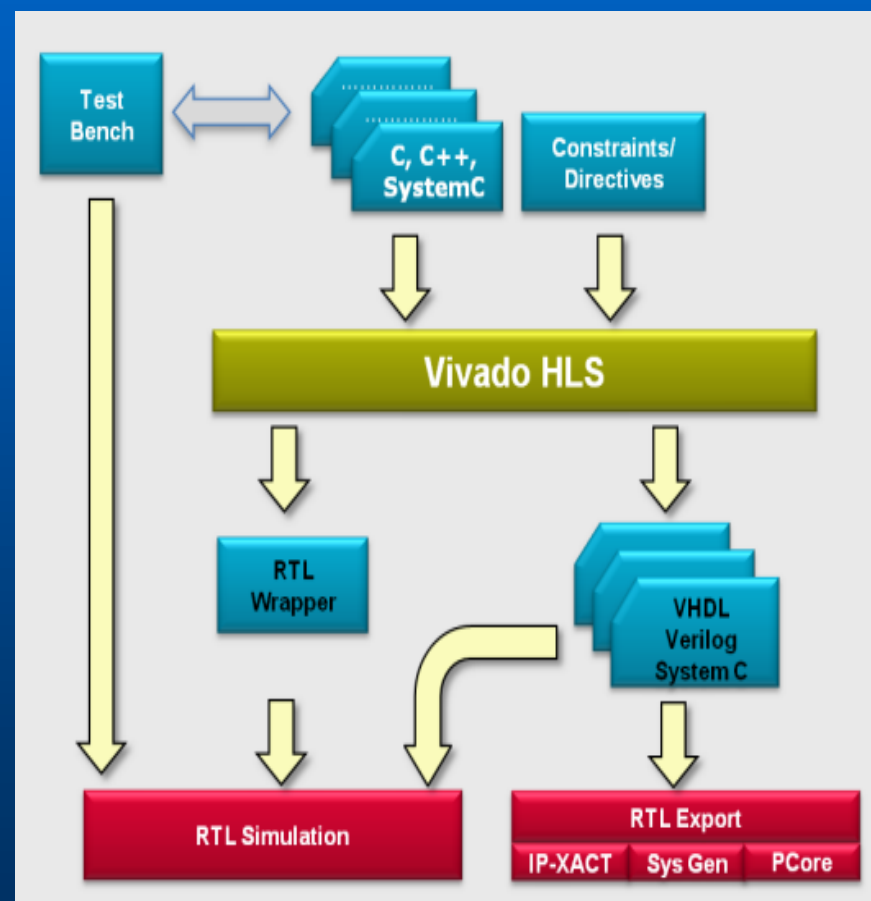 Test
Bench
C, C++,
SystemC
Constraints/
Directives
Vivado HLS
RTL
Wrapper
VHDL
Verilog
System C
RTL Simulation
RTL Export
IP-XACT
Sys Gen
PCore